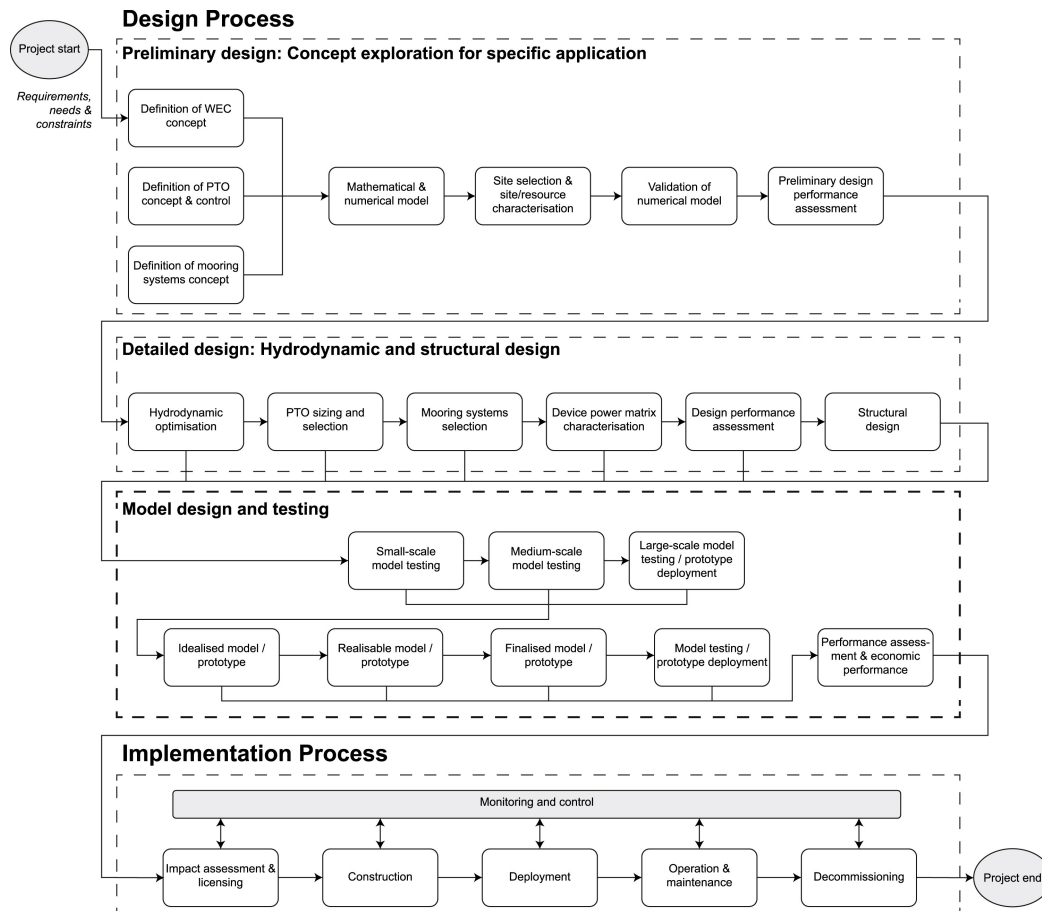 Design Process
Project start
Preliminary design: Concept exploration for specific application
Requirements,
needs &
constraints
Definition of WEC
concept
Definition of PTO
concept & control
Definition of mooring
systems concept
Mathematical &
numerical model
Site selection &
site/resource
characterisation
Validation of
numerical model
Preliminary design
performance
assessment
Detailed design: Hydrodynamic and structural design
Hydrodynamic
optimisation
PTO sizing and
selection
Mooring systems
selection
Device power matrix
characterisation
Design performance
assessment
Structural
design
Model design and testing
Small-scale
model testing
Medium-scale
model testing
Large-scale model
testing / prototype
deployment
Idealised model /
prototype
Realisable model /
prototype
Finalised model /
prototype
Model testing /
prototype deployment
Performance assess-
ment & economic
performance
Implementation Process
Monitoring and control
Impact assessment &
licensing
Construction
Deployment
Operation &
maintenance
Decommissioning
Project end